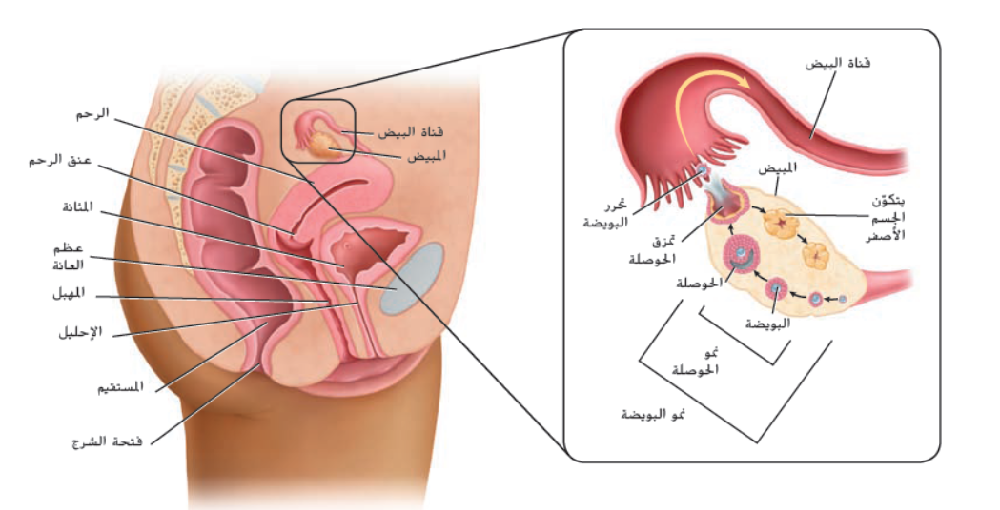 الرحم
عنق الرحم
المثانة
عظم
العانة
المهبل
الإحليل
المستقيم
فتحة الشرج
قناة البيض
المبيض
قناة البيض
المبيض
تحرر
البويضة
تمزق
الحوصلة
يتكوّن
الجسم
الأصفر
الحوصلة
البويضة
نمو
الحوصلة
نمو البويضة